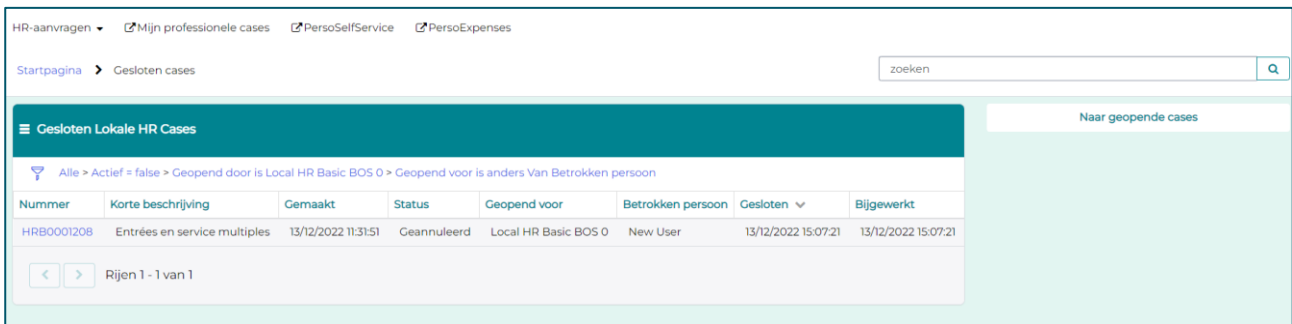 HR-aanvragen Mijn professionele cases PersoSelfService PersoExpenses
Startpagina > Gesloten cases zoeken
Gesloten Lokale HR Cases Naar geopende cases
Alle > Actief = false > Geopend door is Local HR Basic BOS 0 > Geopend voor is anders Van Betrokken persoon
Nummer Korte beschrijving Gemaakt Status Geopend voor Betrokken persoon Gesloten Bijgewerkt
HRB0001208 Entrées en service multiples 13/12/2022 11:31:51 Geannuleerd Local HR Basic BOS 0 New User 13/12/2022 15:07:21 13/12/2022 15:07:21
< > Rijen 1 - 1 van 1